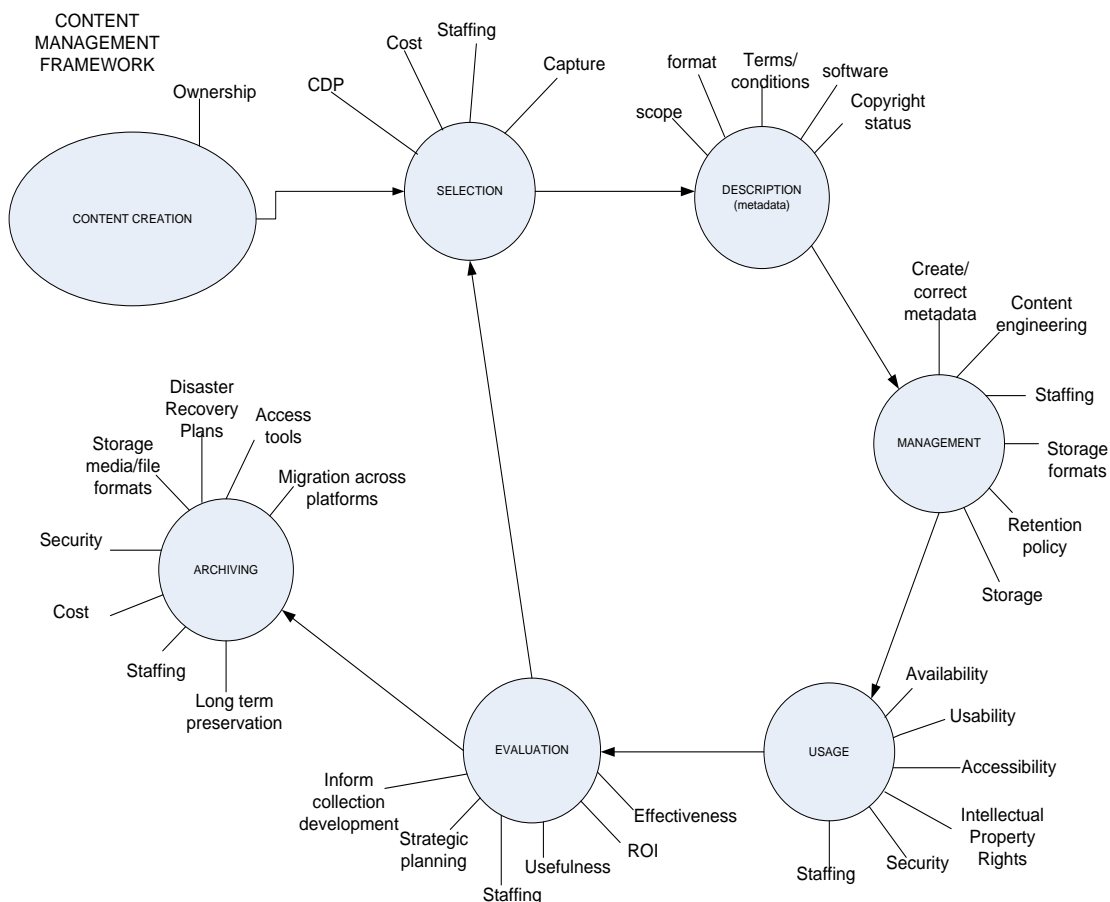 CONTENT
MANAGEMENT
FRAMEWORK
Ownership
CONTENT CREATION
CDP
Cost
Staffing
Capture
SELECTION
scope
format
Terms/
conditions
software
Copyright
status
DESCRIPTION
(metadata)
Create/
correct
metadata
Content
engineering
Staffing
Storage
formats
Retention
policy
Storage
MANAGEMENT
Availability
Usability
Accessibility
Intellectual
Property
Rights
Security
Staffing
USAGE
EVALUATION
Effectiveness
ROI
Usefulness
Staffing
Strategic
planning
Inform
collection
development
ARCHIVING
Disaster
Recovery
Plans
Access
tools
Migration across
platforms
Storage
media/file
formats
Security
Cost
Staffing
Long term
preservation